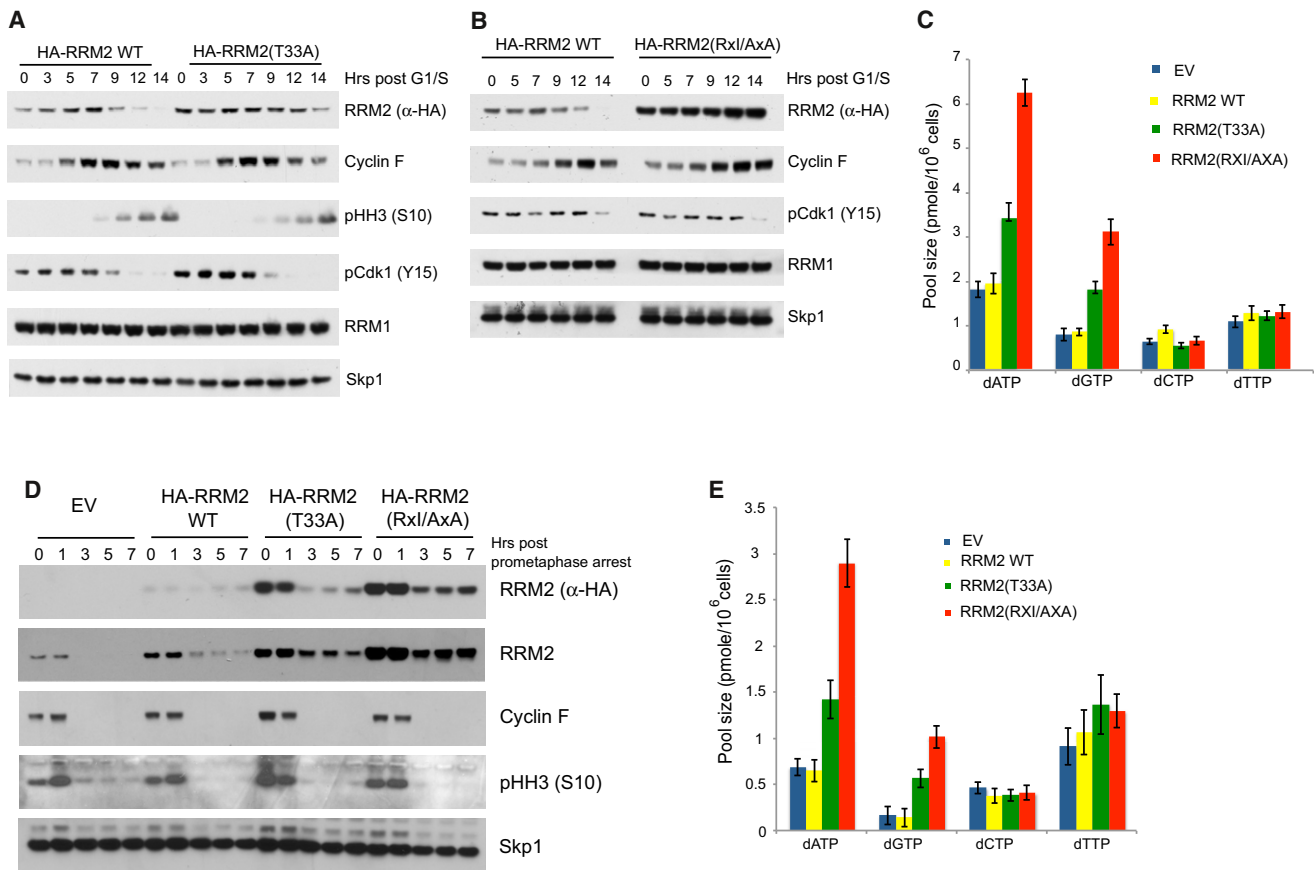 A
HA-RRM2 WT HA-RRM2(T33A)
0 3 5 7 9 12 14 0 3 5 7 9 12 14 Hrs post G1/S
RRM2 (α-HA)
Cyclin F
pHH3 (S10)
pCdk1 (Y15)
RRM1
Skp1
B
HA-RRM2 WT HA-RRM2(RxI/AxA)
0 5 7 9 12 14 0 5 7 9 12 14 Hrs post G1/S
RRM2 (α-HA)
Cyclin F
pCdk1 (Y15)
RRM1
Skp1
C
Pool size (pmole/10⁶ cells)
7
6
5
4
3
2
1
0
EV
RRM2 WT
RRM2(T33A)
RRM2(RXI/AXA)
dATP dGTP dCTP dTTP
D
EV HA-RRM2 WT HA-RRM2 (T33A) HA-RRM2 (RxI/AxA)
0 1 3 5 7 0 1 3 5 7 0 1 3 5 7 0 1 3 5 7 Hrs post prometaphase arrest
RRM2 (α-HA)
RRM2
Cyclin F
pHH3 (S10)
Skp1
E
Pool size (pmole/10⁶ cells)
3.5
3
2.5
2
1.5
1
0.5
0
EV
RRM2 WT
RRM2(T33A)
RRM2(RXI/AXA)
dATP dGTP dCTP dTTP